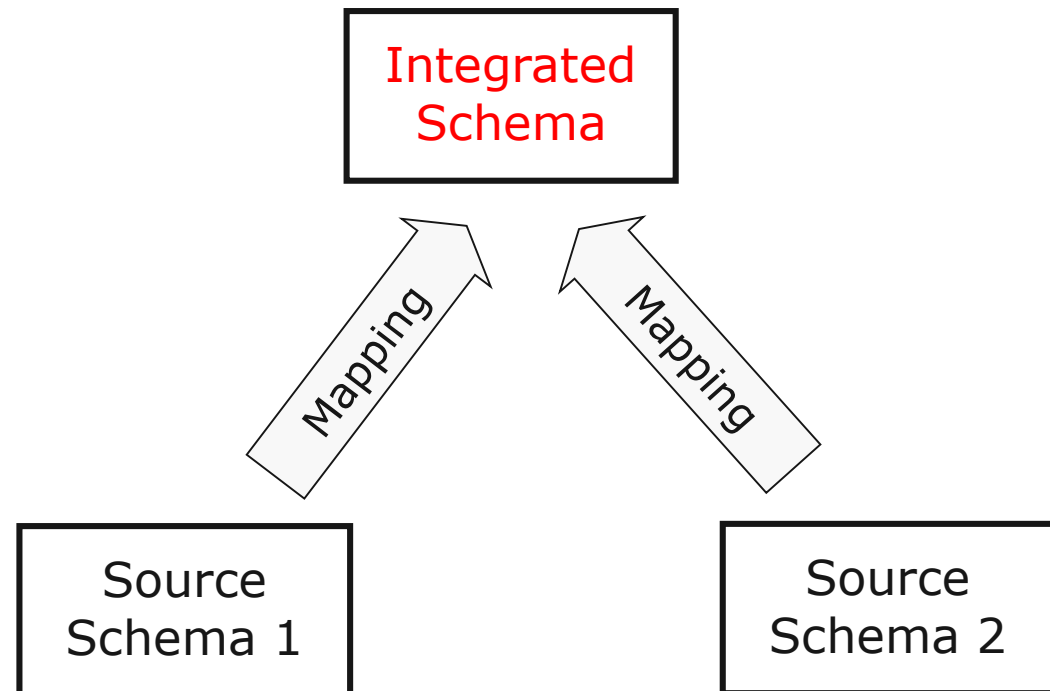 Integrated
Schema
Mapping
Mapping
Source
Schema 1
Source
Schema 2